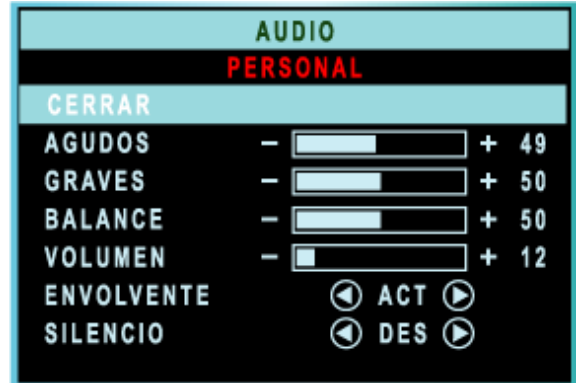 AUDIO
PERSONAL
CERRAR
AGUDOS - + 49
GRAVES - + 50
BALANCE - + 50
VOLUMEN - + 12
ENVOLVENTE ACT
SILENCIO DES